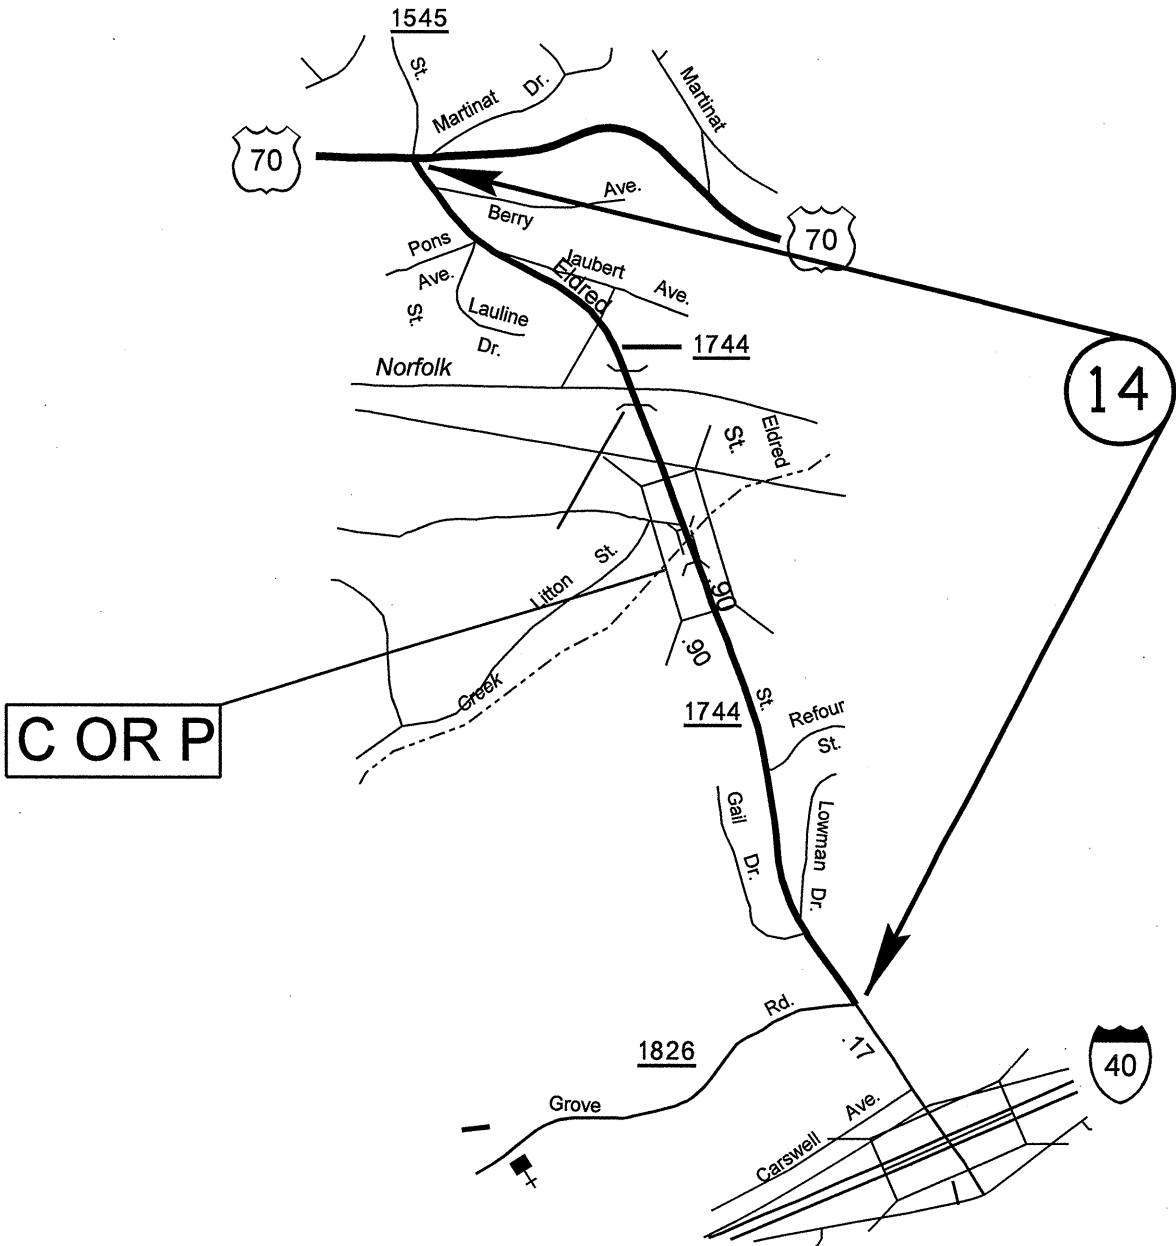 1545
St.
Martinat
Dr.
Martinat
70
Ave.
Berry
70
Pons
Ave.
St.
Jaubert
Ave.
Eldred
Lauline
Dr.
1744
Norfolk
14
Eldred
St.
St.
Litton
.90
.90
Creek
St.
1744
Refour
St.
C OR P
Gail
Dr.
Lowman
Dr.
Rd.
.17
1826
40
Grove
Ave.
Carswell